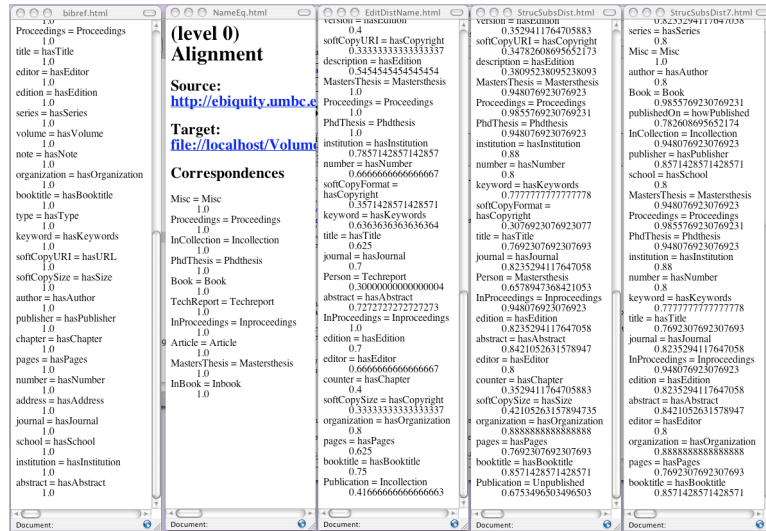 bibref.html
1.0
Proceedings = Proceedings
1.0
title = hasTitle
1.0
editor = hasEditor
1.0
edition = hasEdition
1.0
series = hasSeries
1.0
volume = hasVolume
1.0
note = hasNote
1.0
organization = hasOrganization
1.0
booktitle = hasBooktitle
1.0
type = hasType
1.0
keyword = hasKeywords
1.0
softCopyURI = hasURL
1.0
softCopySize = hasSize
1.0
author = hasAuthor
1.0
publisher = hasPublisher
1.0
chapter = hasChapter
1.0
pages = hasPages
1.0
number = hasNumber
1.0
address = hasAddress
1.0
journal = hasJournal
1.0
school = hasSchool
1.0
institution = hasInstitution
1.0
abstract = hasAbstract
1.0
Document:
NameEq.html
(level 0)
Alignment
Source:
http://ebiquity.umbc.e
Target:
file://localhost/Volume
Correspondences
Misc = Misc
1.0
Proceedings = Proceedings
1.0
InCollection = Incollection
1.0
PhdThesis = Phdthesis
1.0
Book = Book
1.0
TechReport = Techreport
1.0
InProceedings = Inproceedings
1.0
Article = Article
1.0
MastersThesis = Mastersthesis
1.0
InBook = Inbook
1.0
Document:
EditDistName.html
version = hasEdition
0.4
softCopyURI = hasCopyright
0.33333333333333337
description = hasEdition
0.5454545454545454
MastersThesis = Mastersthesis
1.0
Proceedings = Proceedings
1.0
PhdThesis = Phdthesis
1.0
institution = hasInstitution
0.7857142857142857
number = hasNumber
0.6666666666666667
softCopyFormat =
hasCopyright
0.3571428571428571
keyword = hasKeywords
0.6363636363636364
title = hasTitle
0.625
journal = hasJournal
0.7
Person = Techreport
0.30000000000000004
abstract = hasAbstract
0.7272727272727273
InProceedings = Inproceedings
1.0
edition = hasEdition
0.7
editor = hasEditor
0.6666666666666667
counter = hasChapter
0.4
softCopySize = hasCopyright
0.33333333333333337
organization = hasOrganization
0.8
pages = hasPages
0.625
booktitle = hasBooktitle
0.75
Publication = Incollection
0.41666666666666663
Document:
StrucSubsDist.html
version = hasEdition
0.3529411764705883
softCopyURI = hasCopyright
0.34782608695652173
description = hasEdition
0.38095238095238093
MastersThesis = Mastersthesis
0.948076923076923
Proceedings = Proceedings
0.9855769230769231
PhdThesis = Phdthesis
0.948076923076923
institution = hasInstitution
0.88
number = hasNumber
0.8
keyword = hasKeywords
0.7777777777777778
softCopyFormat =
hasCopyright
0.3076923076923077
title = hasTitle
0.7692307692307693
journal = hasJournal
0.8235294117647058
Person = Mastersthesis
0.6578947368421053
InProceedings = Inproceedings
0.948076923076923
edition = hasEdition
0.8235294117647058
abstract = hasAbstract
0.8421052631578947
editor = hasEditor
0.8
counter = hasChapter
0.3529411764705883
softCopySize = hasSize
0.42105263157894735
organization = hasOrganization
0.8888888888888888
pages = hasPages
0.7692307692307693
booktitle = hasBooktitle
0.8571428571428571
Publication = Unpublished
0.6753496503496503
Document:
StrucSubsDist7.html
0.8235294117647058
series = hasSeries
0.8
Misc = Misc
1.0
author = hasAuthor
0.8
Book = Book
0.9855769230769231
publishedOn = howPublished
0.782608695652174
InCollection = Incollection
0.948076923076923
publisher = hasPublisher
0.8571428571428571
school = hasSchool
0.8
MastersThesis = Mastersthesis
0.948076923076923
Proceedings = Proceedings
0.9855769230769231
PhdThesis = Phdthesis
0.948076923076923
institution = hasInstitution
0.88
number = hasNumber
0.8
keyword = hasKeywords
0.7777777777777778
title = hasTitle
0.7692307692307693
journal = hasJournal
0.8235294117647058
InProceedings = Inproceedings
0.948076923076923
edition = hasEdition
0.8235294117647058
abstract = hasAbstract
0.8421052631578947
editor = hasEditor
0.8
organization = hasOrganization
0.8888888888888888
pages = hasPages
0.7692307692307693
booktitle = hasBooktitle
0.8571428571428571
Document: